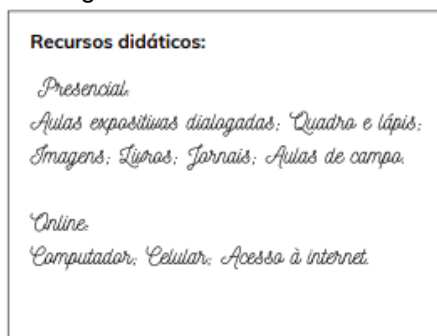 Recursos didáticos:
Presencial:
Aulas expositivas dialogadas; Quadro e lápis;
Imagens; Livros; Jornais; Aulas de campo.
Online:
Computador; Celular; Acesso à internet.